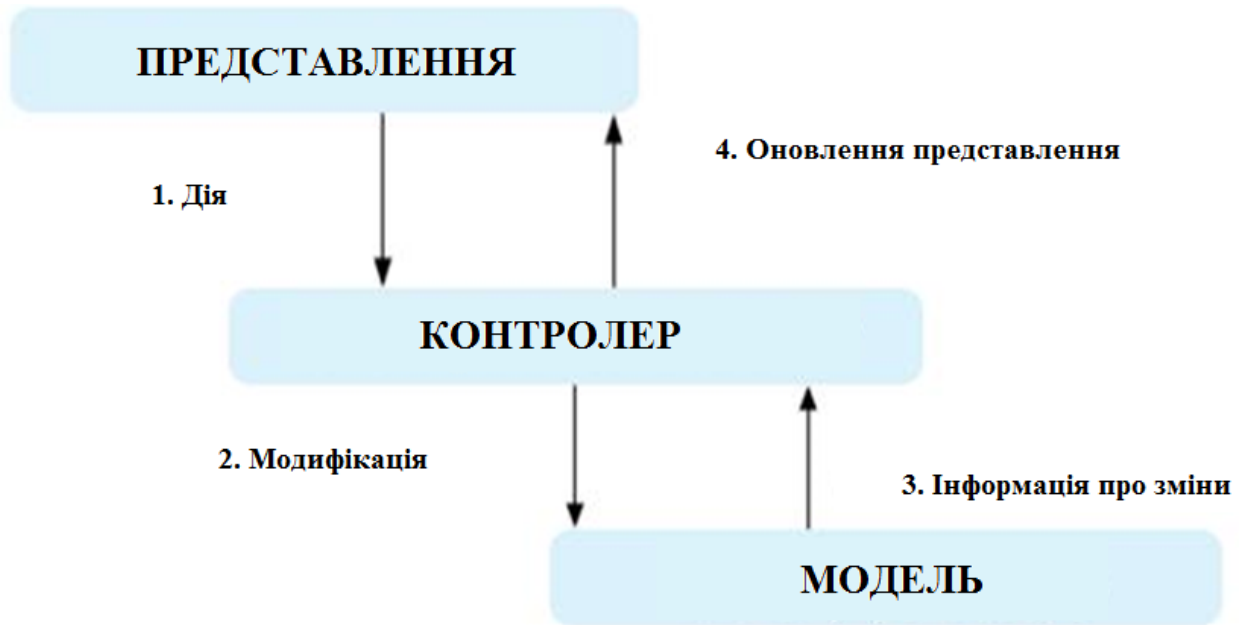 ПРЕДСТАВЛЕННЯ
4. Оновлення представлення
1. Дія
КОНТРОЛЕР
2. Модифікація
3. Інформація про зміни
МОДЕЛЬ